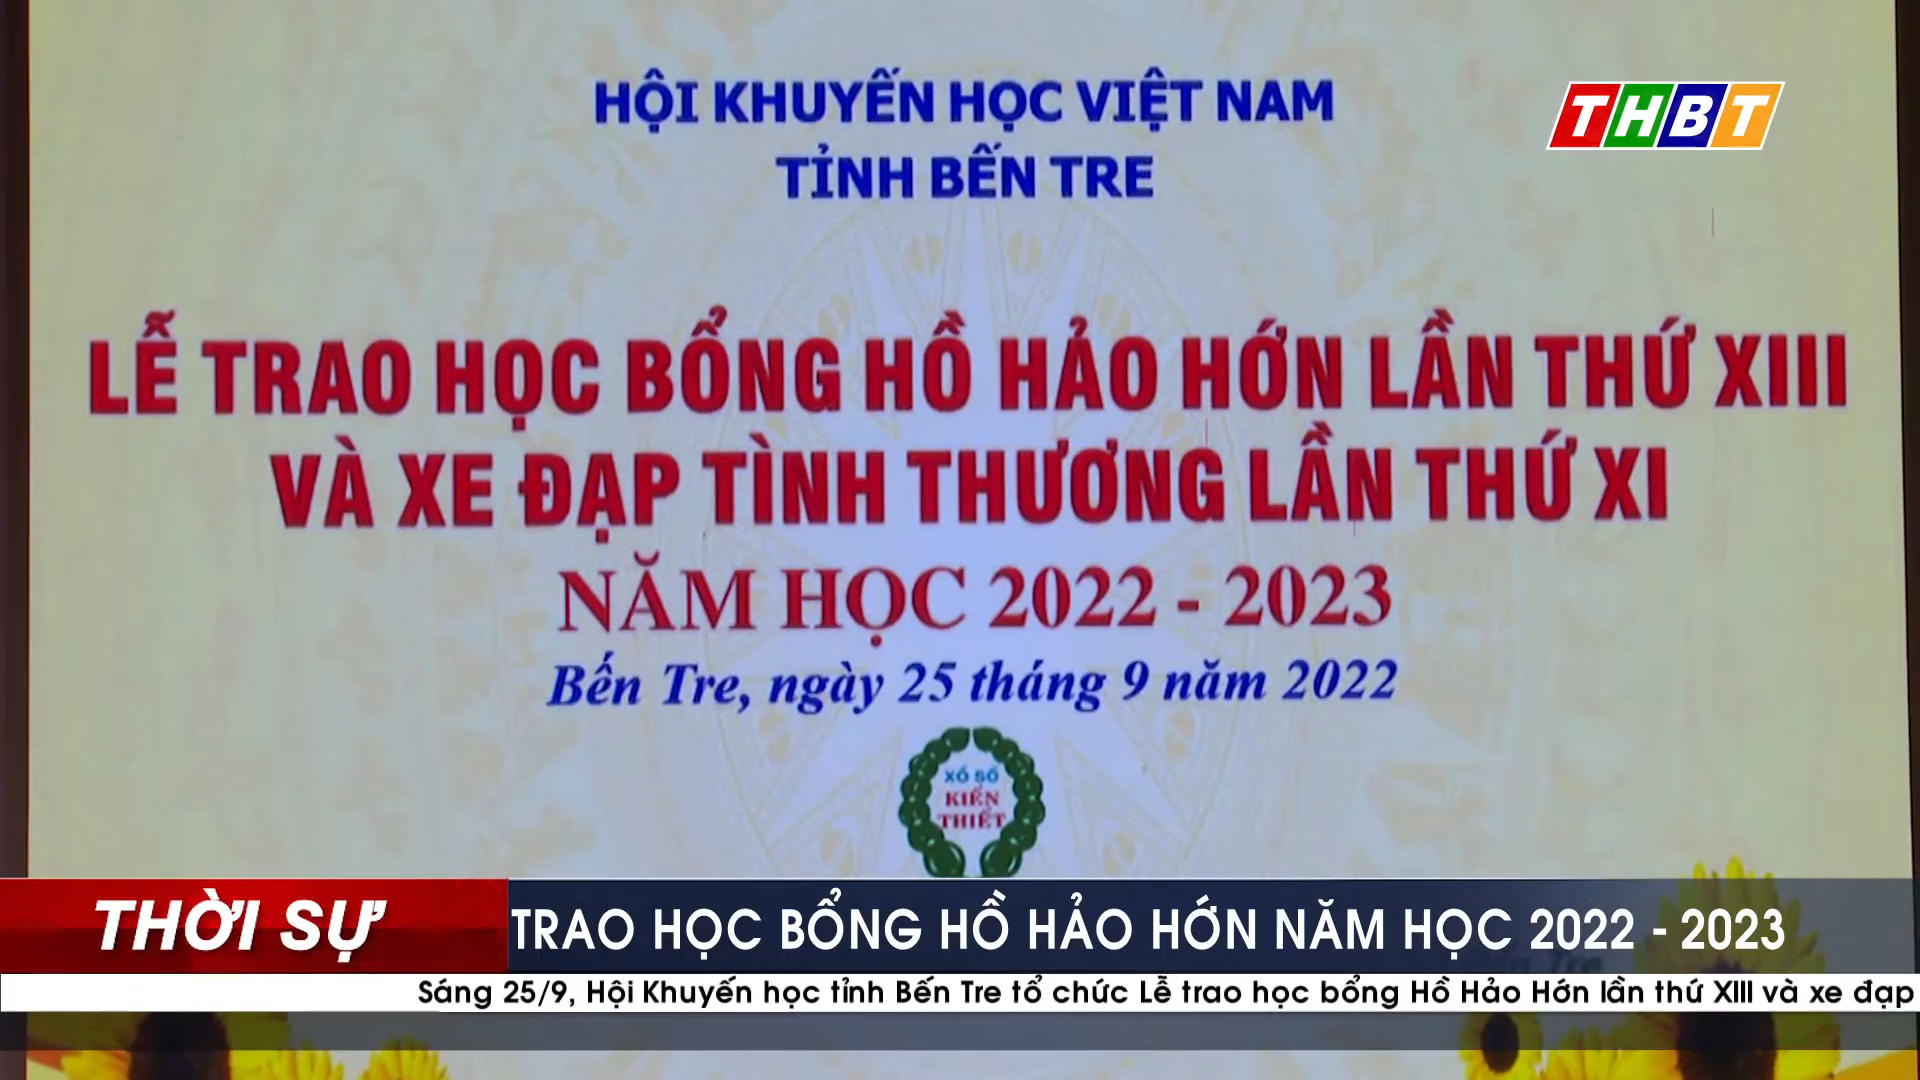 HỘI KHUYẾN HỌC VIỆT NAM
TỈNH BẾN TRE
THBT
LỄ TRAO HỌC BỔNG HỒ HẢO HỚN LẦN THỨ XIII
VÀ XE ĐẠP TÌNH THƯƠNG LẦN THỨ XI
NĂM HỌC 2022 - 2023
Bến Tre, ngày 25 tháng 9 năm 2022
XỔ SỐ
KIẾN
THIẾT
THỜI SỰ
TRAO HỌC BỔNG HỒ HẢO HỚN NĂM HỌC 2022 - 2023
Sáng 25/9, Hội Khuyến học tỉnh Bến Tre tổ chức Lễ trao học bổng Hồ Hảo Hớn lần thứ XIII và xe đạp